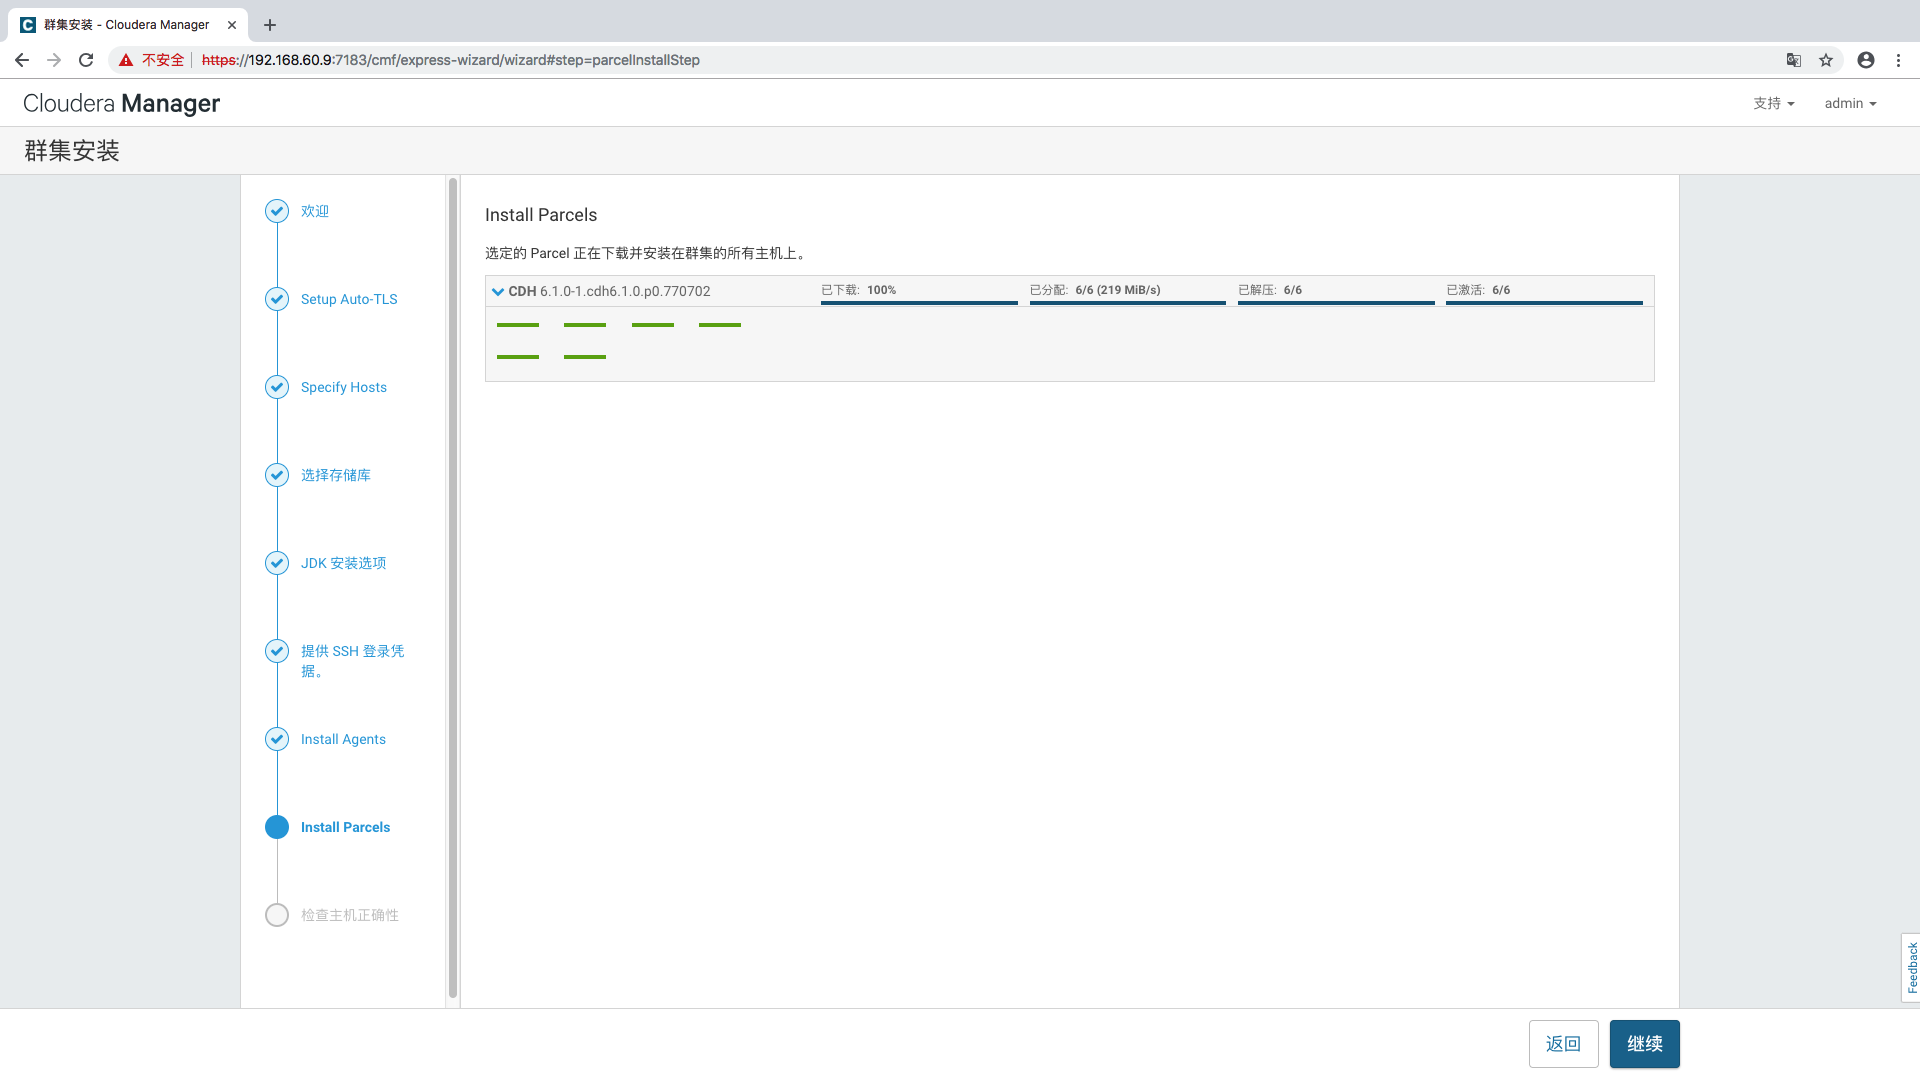 群集安装 - Cloudera Manager
不安全 https://192.168.60.9:7183/cmf/express-wizard/wizard#step=parcelInstallStep
Cloudera Manager
支持 admin
群集安装
欢迎
Setup Auto-TLS
Specify Hosts
选择存储库
JDK 安装选项
提供 SSH 登录凭
据。
Install Agents
Install Parcels
检查主机正确性
Install Parcels
选定的 Parcel 正在下载并安装在群集的所有主机上。
CDH 6.1.0-1.cdh6.1.0.p0.770702 已下载: 100% 已分配: 6/6 (219 MiB/s) 已解压: 6/6 已激活: 6/6
Feedback
返回 继续